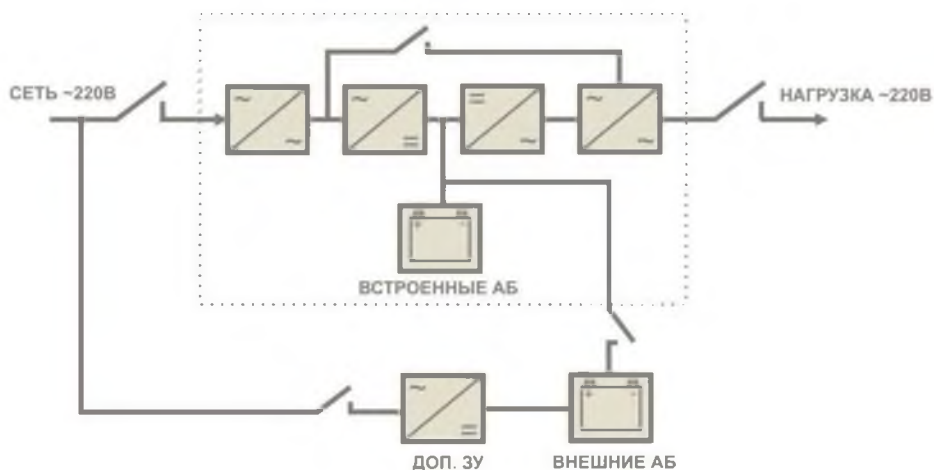 СЕТЬ ~220В
НАГРУЗКА ~220В
ВСТРОЕННЫЕ АБ
ДОП. ЗУ
ВНЕШНИЕ АБ